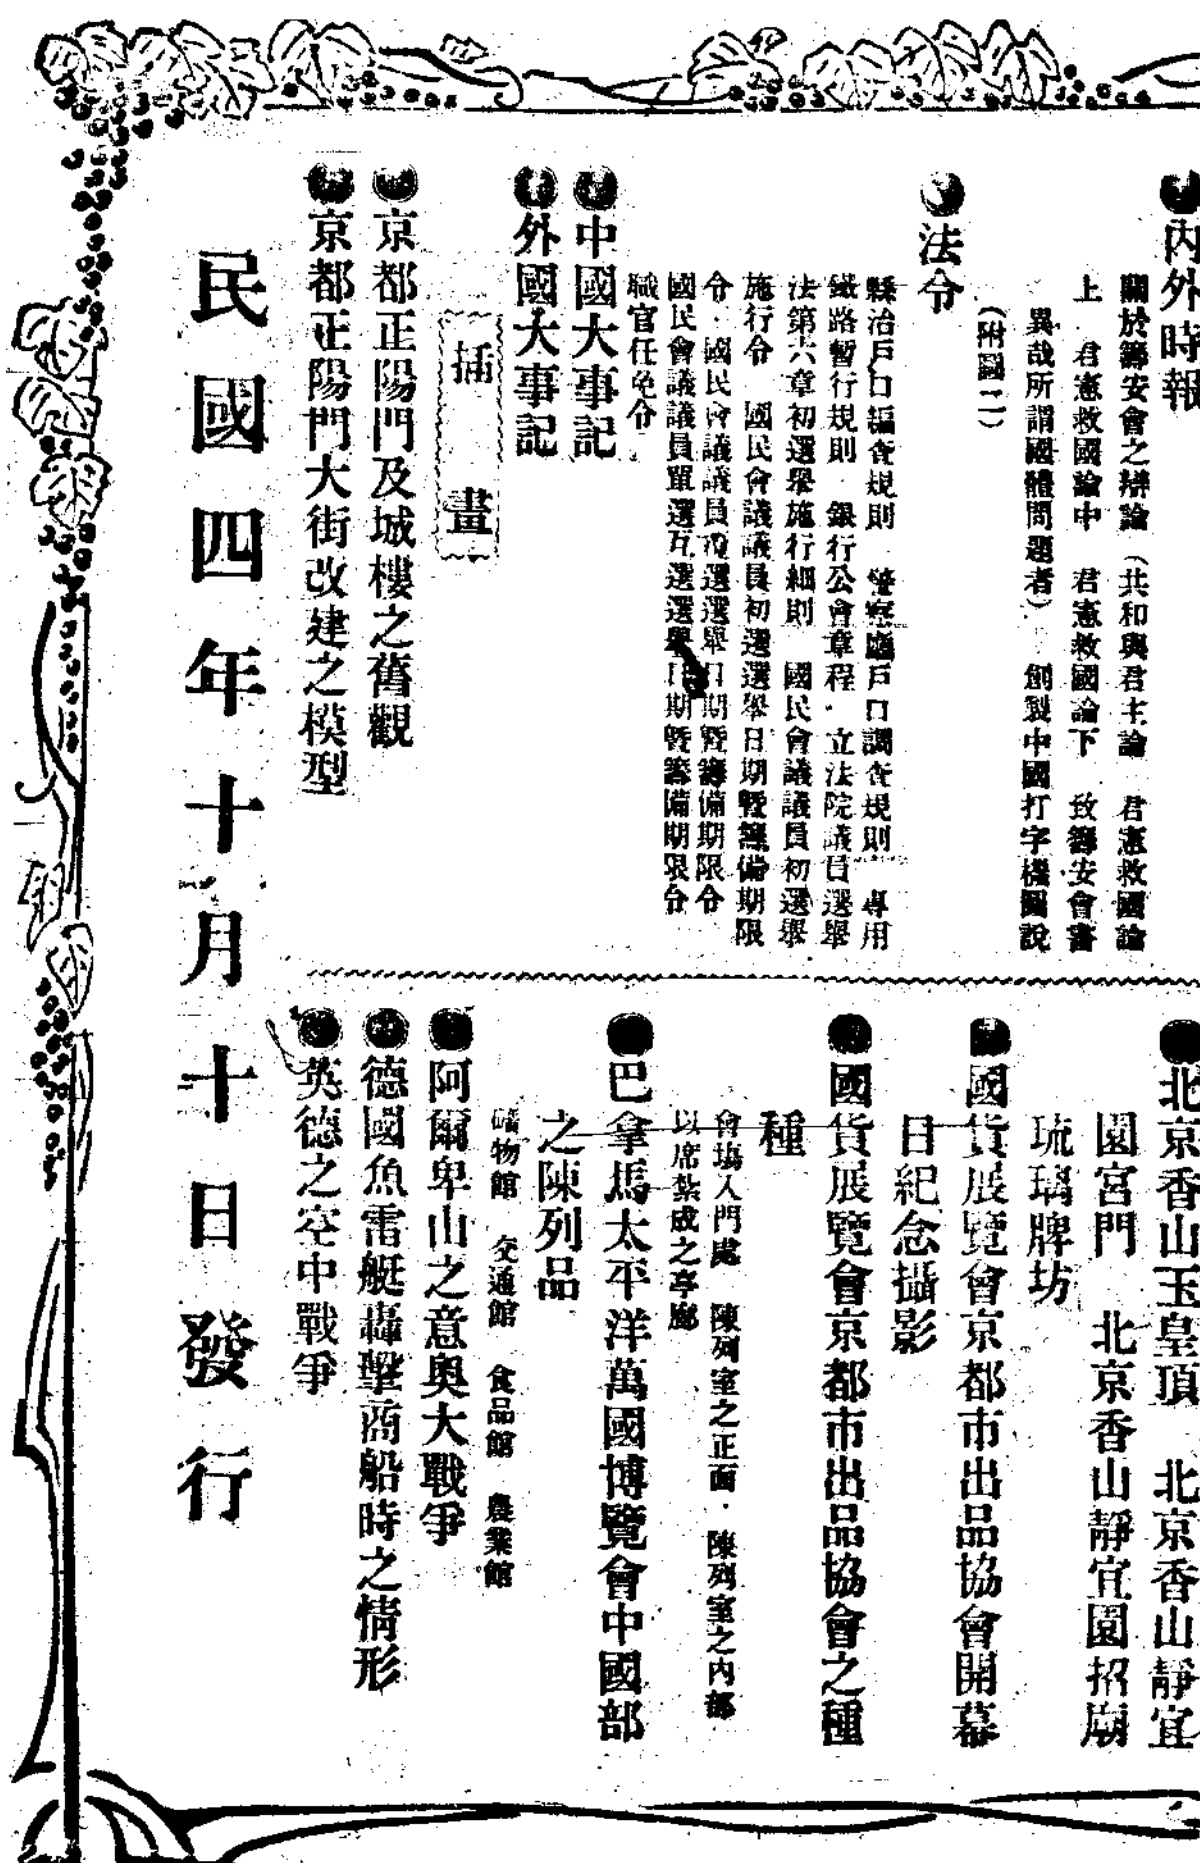 內外時報
關於籌安會之辯論（共和與君主論　君憲救國論
上　君憲救國論中　君憲救國論下　致籌安會書
異哉所謂國體問題者）　創製中國打字機圖說
（附圖二）
法令
縣治戶口編查規則　警察廳戶口調查規則　專用
鐵路暫行規則　銀行公會章程　立法院議員選舉
法第六章初選舉施行細則　國民會議議員初選舉
施行令　國民會議議員初選選舉日期暨籌備期限
令　國民會議議員覆選選舉日期暨籌備期限令
國民會議議員單選互選選舉日期暨籌備期限令
職官任免令
中國大事記
外國大事記
插畫
京都正陽門及城樓之舊觀
京都正陽門大街改建之模型
北京香山玉皇頂　北京香山靜宜
園宮門　北京香山靜宜園招廟
琉璃牌坊
國貨展覽會京都市出品協會開幕
日紀念攝影
國貨展覽會京都市出品協會之種
種
會場入門處　陳列室之正面　陳列室之內部
以席紮成之亭廊
巴拿馬太平洋萬國博覽會中國部
之陳列品
礦物館　交通館　食品館　農業館
阿爾卑山之意奧大戰爭
德國魚雷艇轟擊商船時之情形
英德之空中戰爭
民國四年十月十日發行